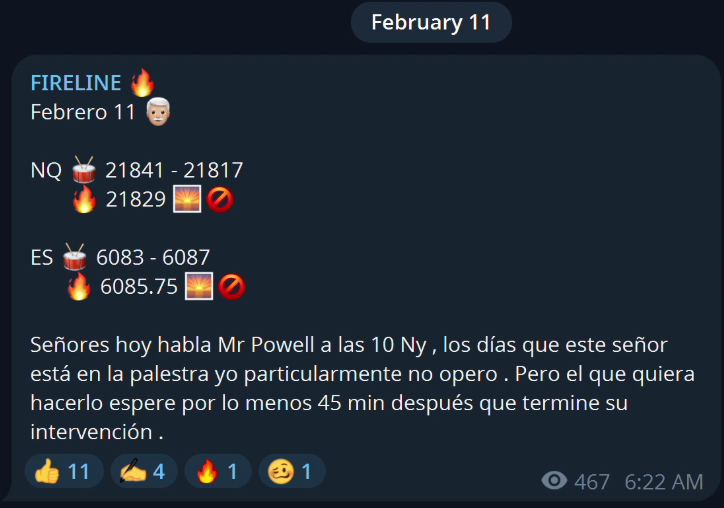 February 11
FIRELINE 🔥
Febrero 11 👨🏼‍🦳
NQ 🥁 21841 - 21817
🔥 21829 🌅🚫
ES 🥁 6083 - 6087
🔥 6085.75 🌅🚫
Señores hoy habla Mr Powell a las 10 Ny , los días que este señor
está en la palestra yo particularmente no opero . Pero el que quiera
hacerlo espere por lo menos 45 min después que termine su
intervención .
👍 11 ✍️ 4 🔥 1 🥴 1 467 6:22 AM